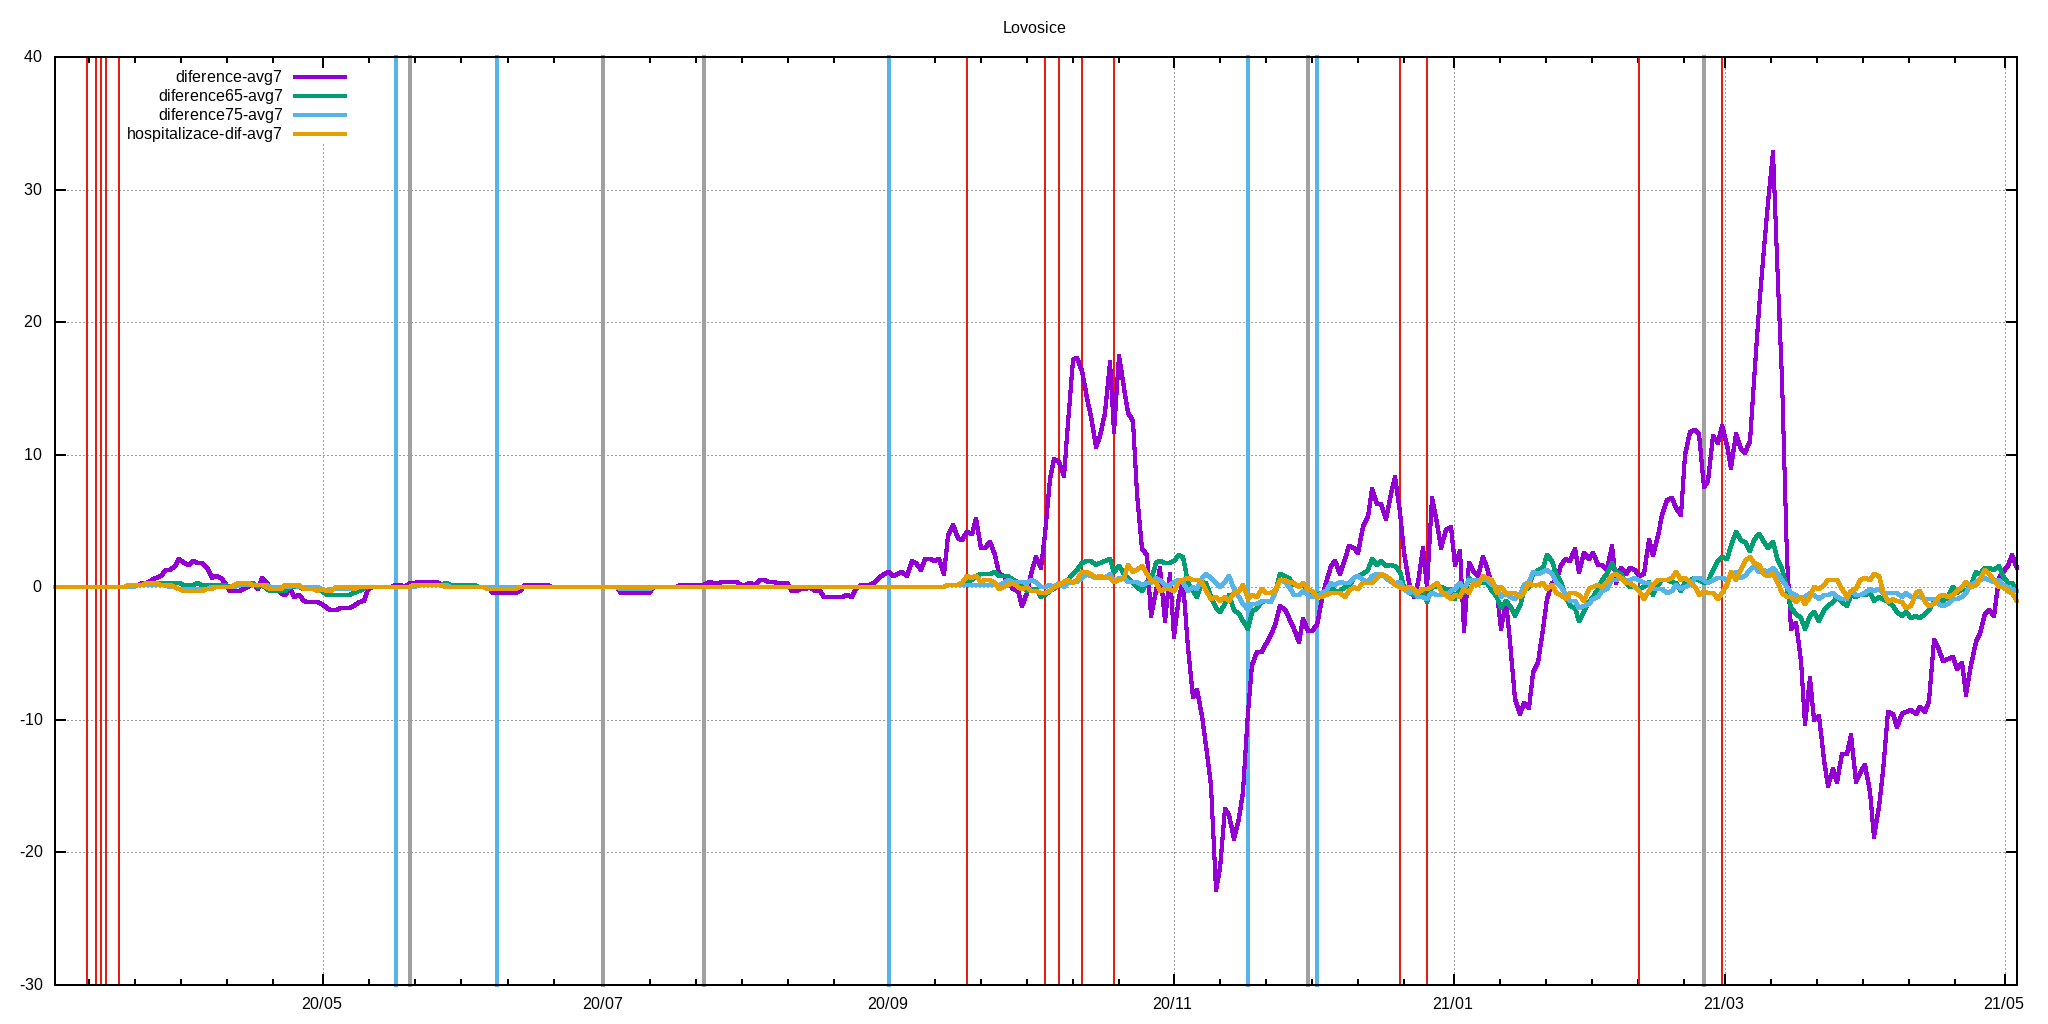 Lovosice
diference-avg7
diference65-avg7
diference75-avg7
hospitalizace-dif-avg7
40
30
20
10
0
-10
-20
-30
20/05 20/07 20/09 20/11 21/01 21/03 21/05